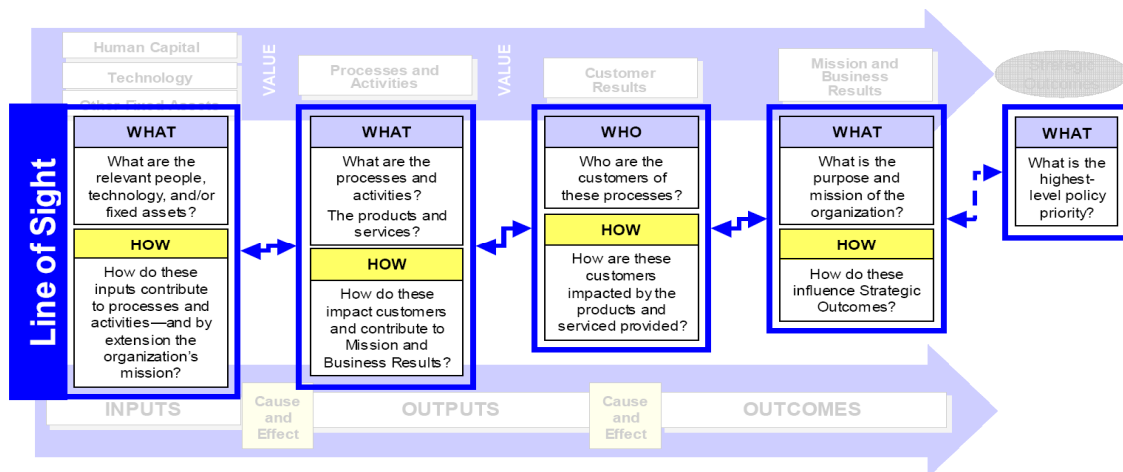 Human Capital
Technology
Other Fixed Assets
VALUE
Processes and
Activities
VALUE
Customer
Results
Mission and
Business
Results
Strategic
Outcomes
Line of Sight
WHAT
What are the
relevant people,
technology, and/or
fixed assets?
HOW
How do these
inputs contribute
to processes and
activities—and by
extension the
organization's
mission?
WHAT
What are the
processes and
activities?
The products and
services?
HOW
How do these
impact customers
and contribute to
Mission and
Business Results?
WHO
Who are the
customers
of these processes?
HOW
How are these
customers
impacted by the
products and
serviced provided?
WHAT
What is the
purpose and
mission of the
organization?
HOW
How do these
influence Strategic
Outcomes?
WHAT
What is the
highest-
level policy
priority?
INPUTS
Cause
and
Effect
OUTPUTS
Cause
and
Effect
OUTCOMES